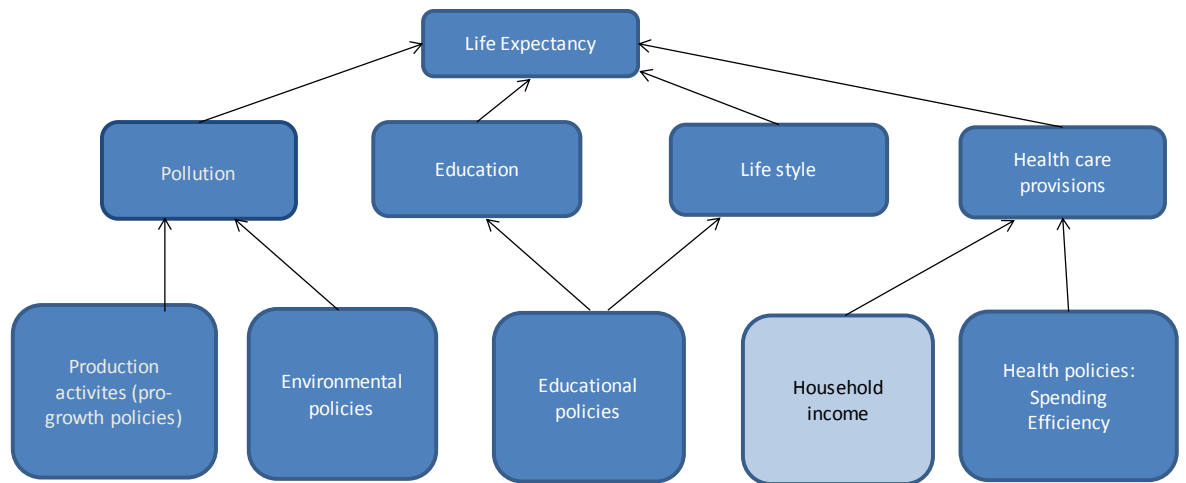 Life Expectancy
Pollution
Education
Life style
Health care
provisions
Production
activites (pro-
growth policies)
Environmental
policies
Educational
policies
Household
income
Health policies:
Spending
Efficiency